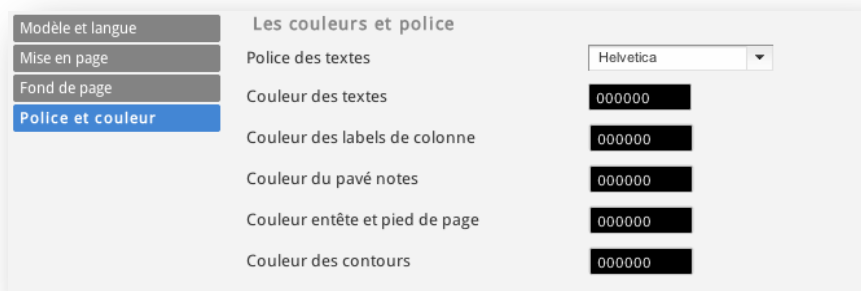 Modèle et langue
Mise en page
Fond de page
Police et couleur
Les couleurs et police
Police des textes
Helvetica
Couleur des textes
000000
Couleur des labels de colonne
000000
Couleur du pavé notes
000000
Couleur entête et pied de page
000000
Couleur des contours
000000